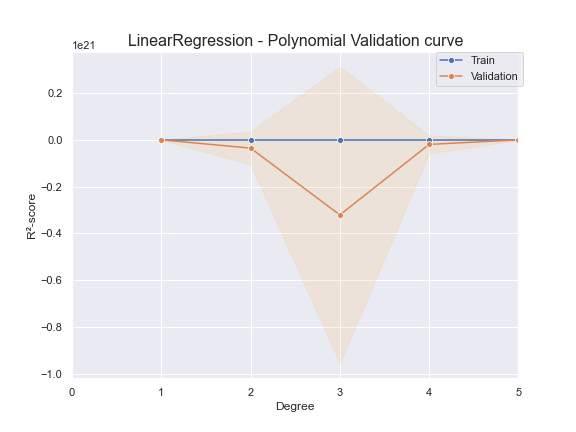 LinearRegression - Polynomial Validation curve
1e21
Train
Validation
0.2
0.0
−0.2
−0.4
−0.6
−0.8
−1.0
R²-score
0 1 2 3 4 5
Degree